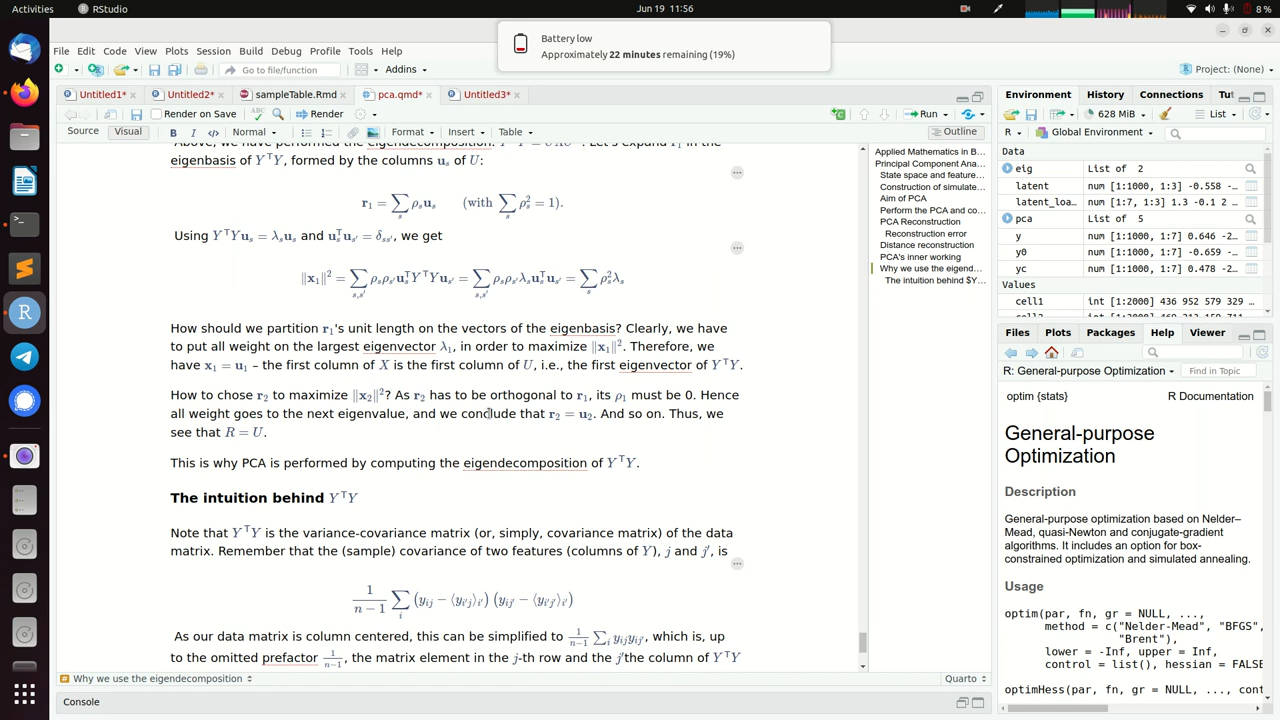 Activities RStudio Jun 19 11:56 8 %
Battery low
Approximately 22 minutes remaining (19%)
File Edit Code View Plots Session Build Debug Profile Tools Help
Go to file/function Addins Project: (None)
Untitled1* × Untitled2* × sampleTable.Rmd × pca.qmd* × Untitled3* ×
Render on Save Render Run
Source Visual B I </> Normal Format Insert Table Outline
eigenbasis of Y⊤Y, formed by the columns uₛ of U:
r₁ = ∑ₛ ρₛuₛ (with ∑ₛ ρₛ² = 1).
Using Y⊤Yuₛ = λₛuₛ and uₛ⊤uₛ′ = δₛₛ′, we get
‖x₁‖² = ∑ₛ,ₛ′ ρₛρₛ′uₛ⊤Y⊤Yuₛ′ = ∑ₛ,ₛ′ ρₛρₛ′λₛuₛ⊤uₛ′ = ∑ₛ ρₛ²λₛ
How should we partition r₁'s unit length on the vectors of the eigenbasis? Clearly, we have
to put all weight on the largest eigenvector λ₁, in order to maximize ‖x₁‖². Therefore, we
have x₁ = u₁ – the first column of X is the first column of U, i.e., the first eigenvector of Y⊤Y.
How to chose r₂ to maximize ‖x₂‖²? As r₂ has to be orthogonal to r₁, its ρ₁ must be 0. Hence
all weight goes to the next eigenvalue, and we conclude that r₂ = u₂. And so on. Thus, we
see that R = U.
This is why PCA is performed by computing the eigendecomposition of Y⊤Y.
The intuition behind Y⊤Y
Note that Y⊤Y is the variance-covariance matrix (or, simply, covariance matrix) of the data
matrix. Remember that the (sample) covariance of two features (columns of Y), j and j′, is
1/(n − 1) ∑ᵢ (yᵢⱼ − ⟨yᵢ′ⱼ⟩ᵢ′) (yᵢⱼ′ − ⟨yᵢ′ⱼ′⟩ᵢ′)
As our data matrix is column centered, this can be simplified to 1/(n−1) ∑ᵢ yᵢⱼyᵢⱼ′, which is, up
to the omitted prefactor 1/(n−1), the matrix element in the j-th row and the j′the column of Y⊤Y
Why we use the eigendecomposition Quarto
Console
Applied Mathematics in B...
Principal Component Ana...
State space and feature...
Construction of simulate...
Aim of PCA
Perform the PCA and co...
PCA Reconstruction
Reconstruction error
Distance reconstruction
PCA's inner working
Why we use the eigend...
The intuition behind $Y...
Environment History Connections Tut
628 MiB List
R Global Environment
Data
eig List of 2
latent num [1:1000, 1:3] -0.558 -...
latent_loa... num [1:7, 1:3] 1.3 -0.1 2 ...
pca List of 5
y num [1:1000, 1:7] 0.646 -2...
y0 num [1:1000, 1:7] -0.659 -...
yc num [1:1000, 1:7] 0.478 -2...
Values
cell1 int [1:2000] 436 952 579 329 ...
Files Plots Packages Help Viewer
R: General-purpose Optimization Find in Topic
optim {stats} R Documentation
General-purpose
Optimization
Description
General-purpose optimization based on Nelder–
Mead, quasi-Newton and conjugate-gradient
algorithms. It includes an option for box-
constrained optimization and simulated annealing.
Usage
optim(par, fn, gr = NULL, ...,
method = c("Nelder-Mead", "BFGS",
"Brent"),
lower = -Inf, upper = Inf,
control = list(), hessian = FALSE
optimHess(par, fn, gr = NULL, ..., cont